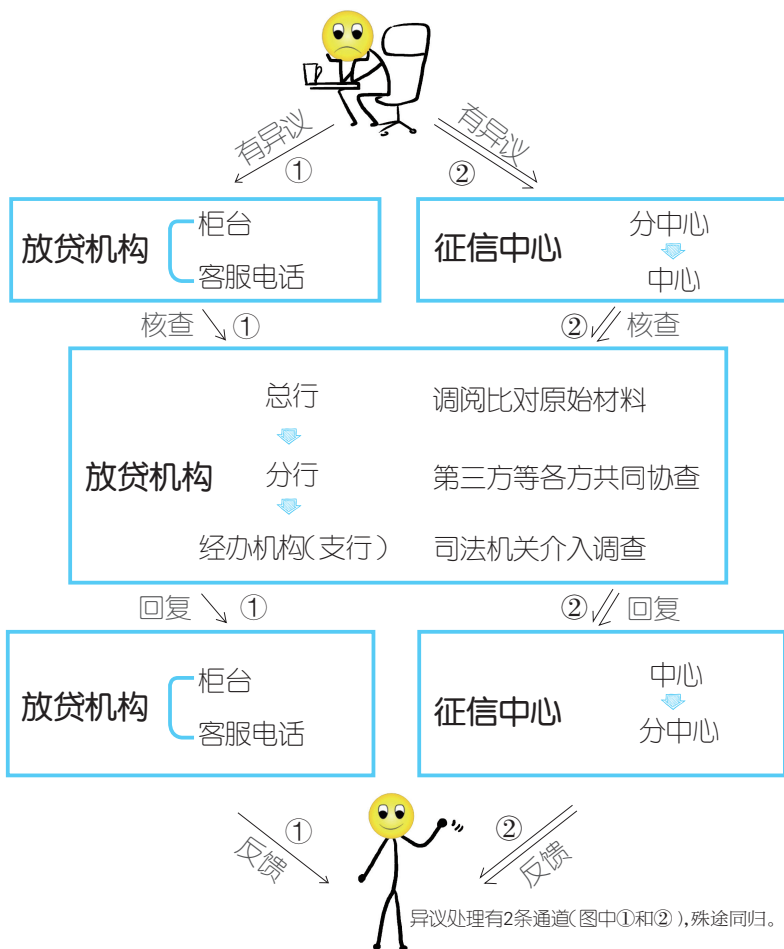 有异议
①
有异议
②
放贷机构
柜台
客服电话
征信中心
分中心
中心
核查
①
②
核查
放贷机构
总行
分行
经办机构(支行)
调阅比对原始材料
第三方等各方共同协查
司法机关介入调查
回复
①
②
回复
放贷机构
柜台
客服电话
征信中心
中心
分中心
①
反馈
②
反馈
异议处理有2条通道(图中①和②),殊途同归。